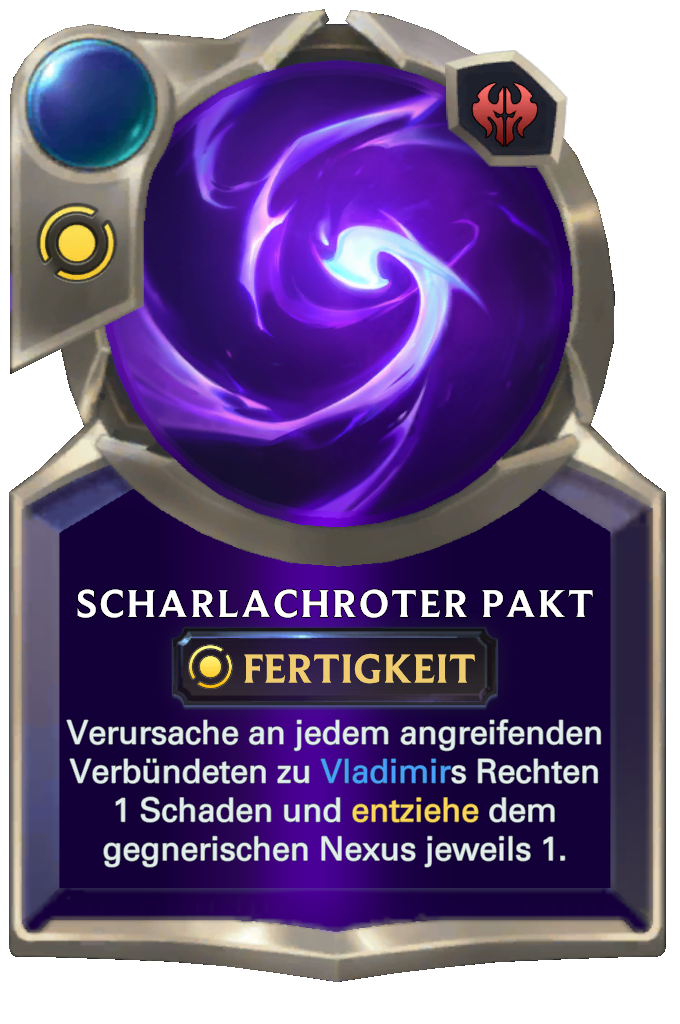 SCHARLACHROTER PAKT
FERTIGKEIT
Verursache an jedem angreifenden
Verbündeten zu Vladimirs Rechten
1 Schaden und entziehe dem
gegnerischen Nexus jeweils 1.